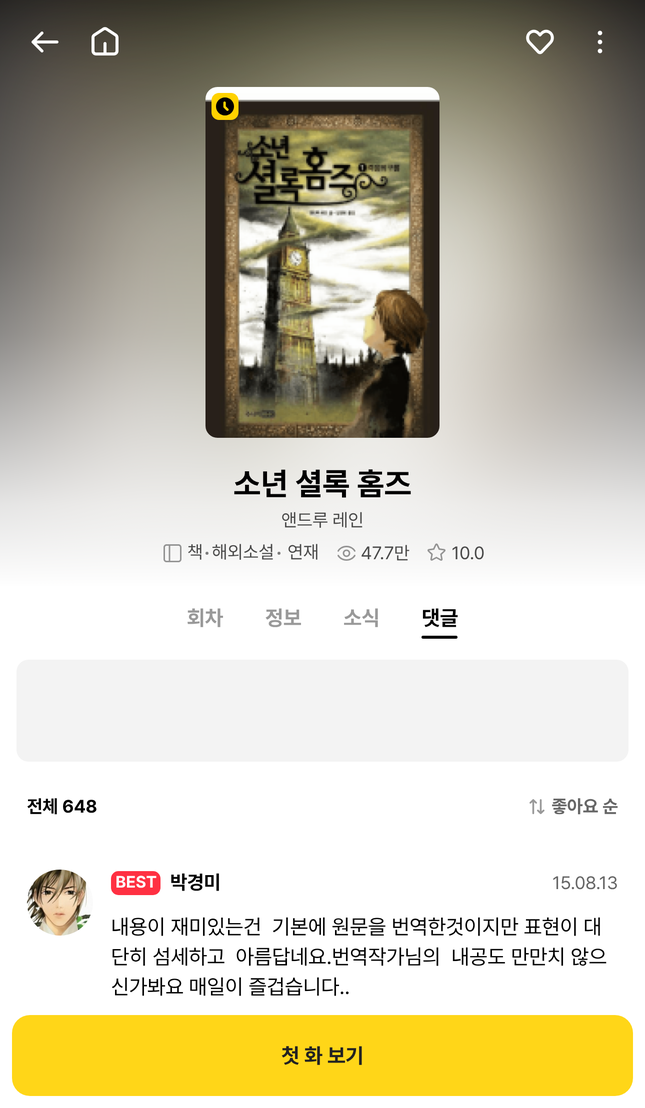 소년
셜록홈즈
1 죽음의 구름
소년 셜록 홈즈
앤드루 레인
책·해외소설· 연재 47.7만 10.0
회차 정보 소식 댓글
전체 648 좋아요 순
BEST 박경미 15.08.13
내용이 재미있는건  기본에 원문을 번역한것이지만 표현이 대
단히 섬세하고  아름답네요.번역작가님의  내공도 만만치 않으
신가봐요 매일이 즐겁습니다..
첫 화 보기